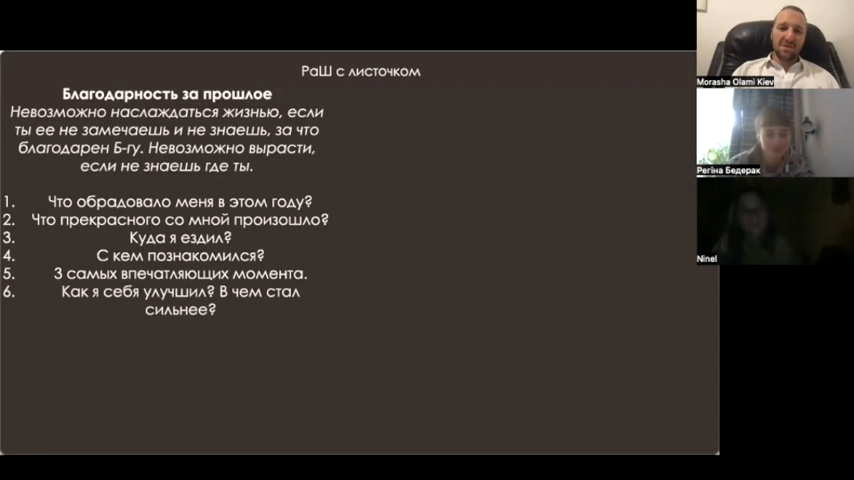 РаШ с листочком
Благодарность за прошлое
Невозможно наслаждаться жизнью, если
ты ее не замечаешь и не знаешь, за что
благодарен Б-гу. Невозможно вырасти,
если не знаешь где ты.
1. Что обрадовало меня в этом году?
2. Что прекрасного со мной произошло?
3. Куда я ездил?
4. С кем познакомился?
5. 3 самых впечатляющих момента.
6. Как я себя улучшил? В чем стал
сильнее?
Morasha Olami Kiev
Регіна Бедерак
Ninel